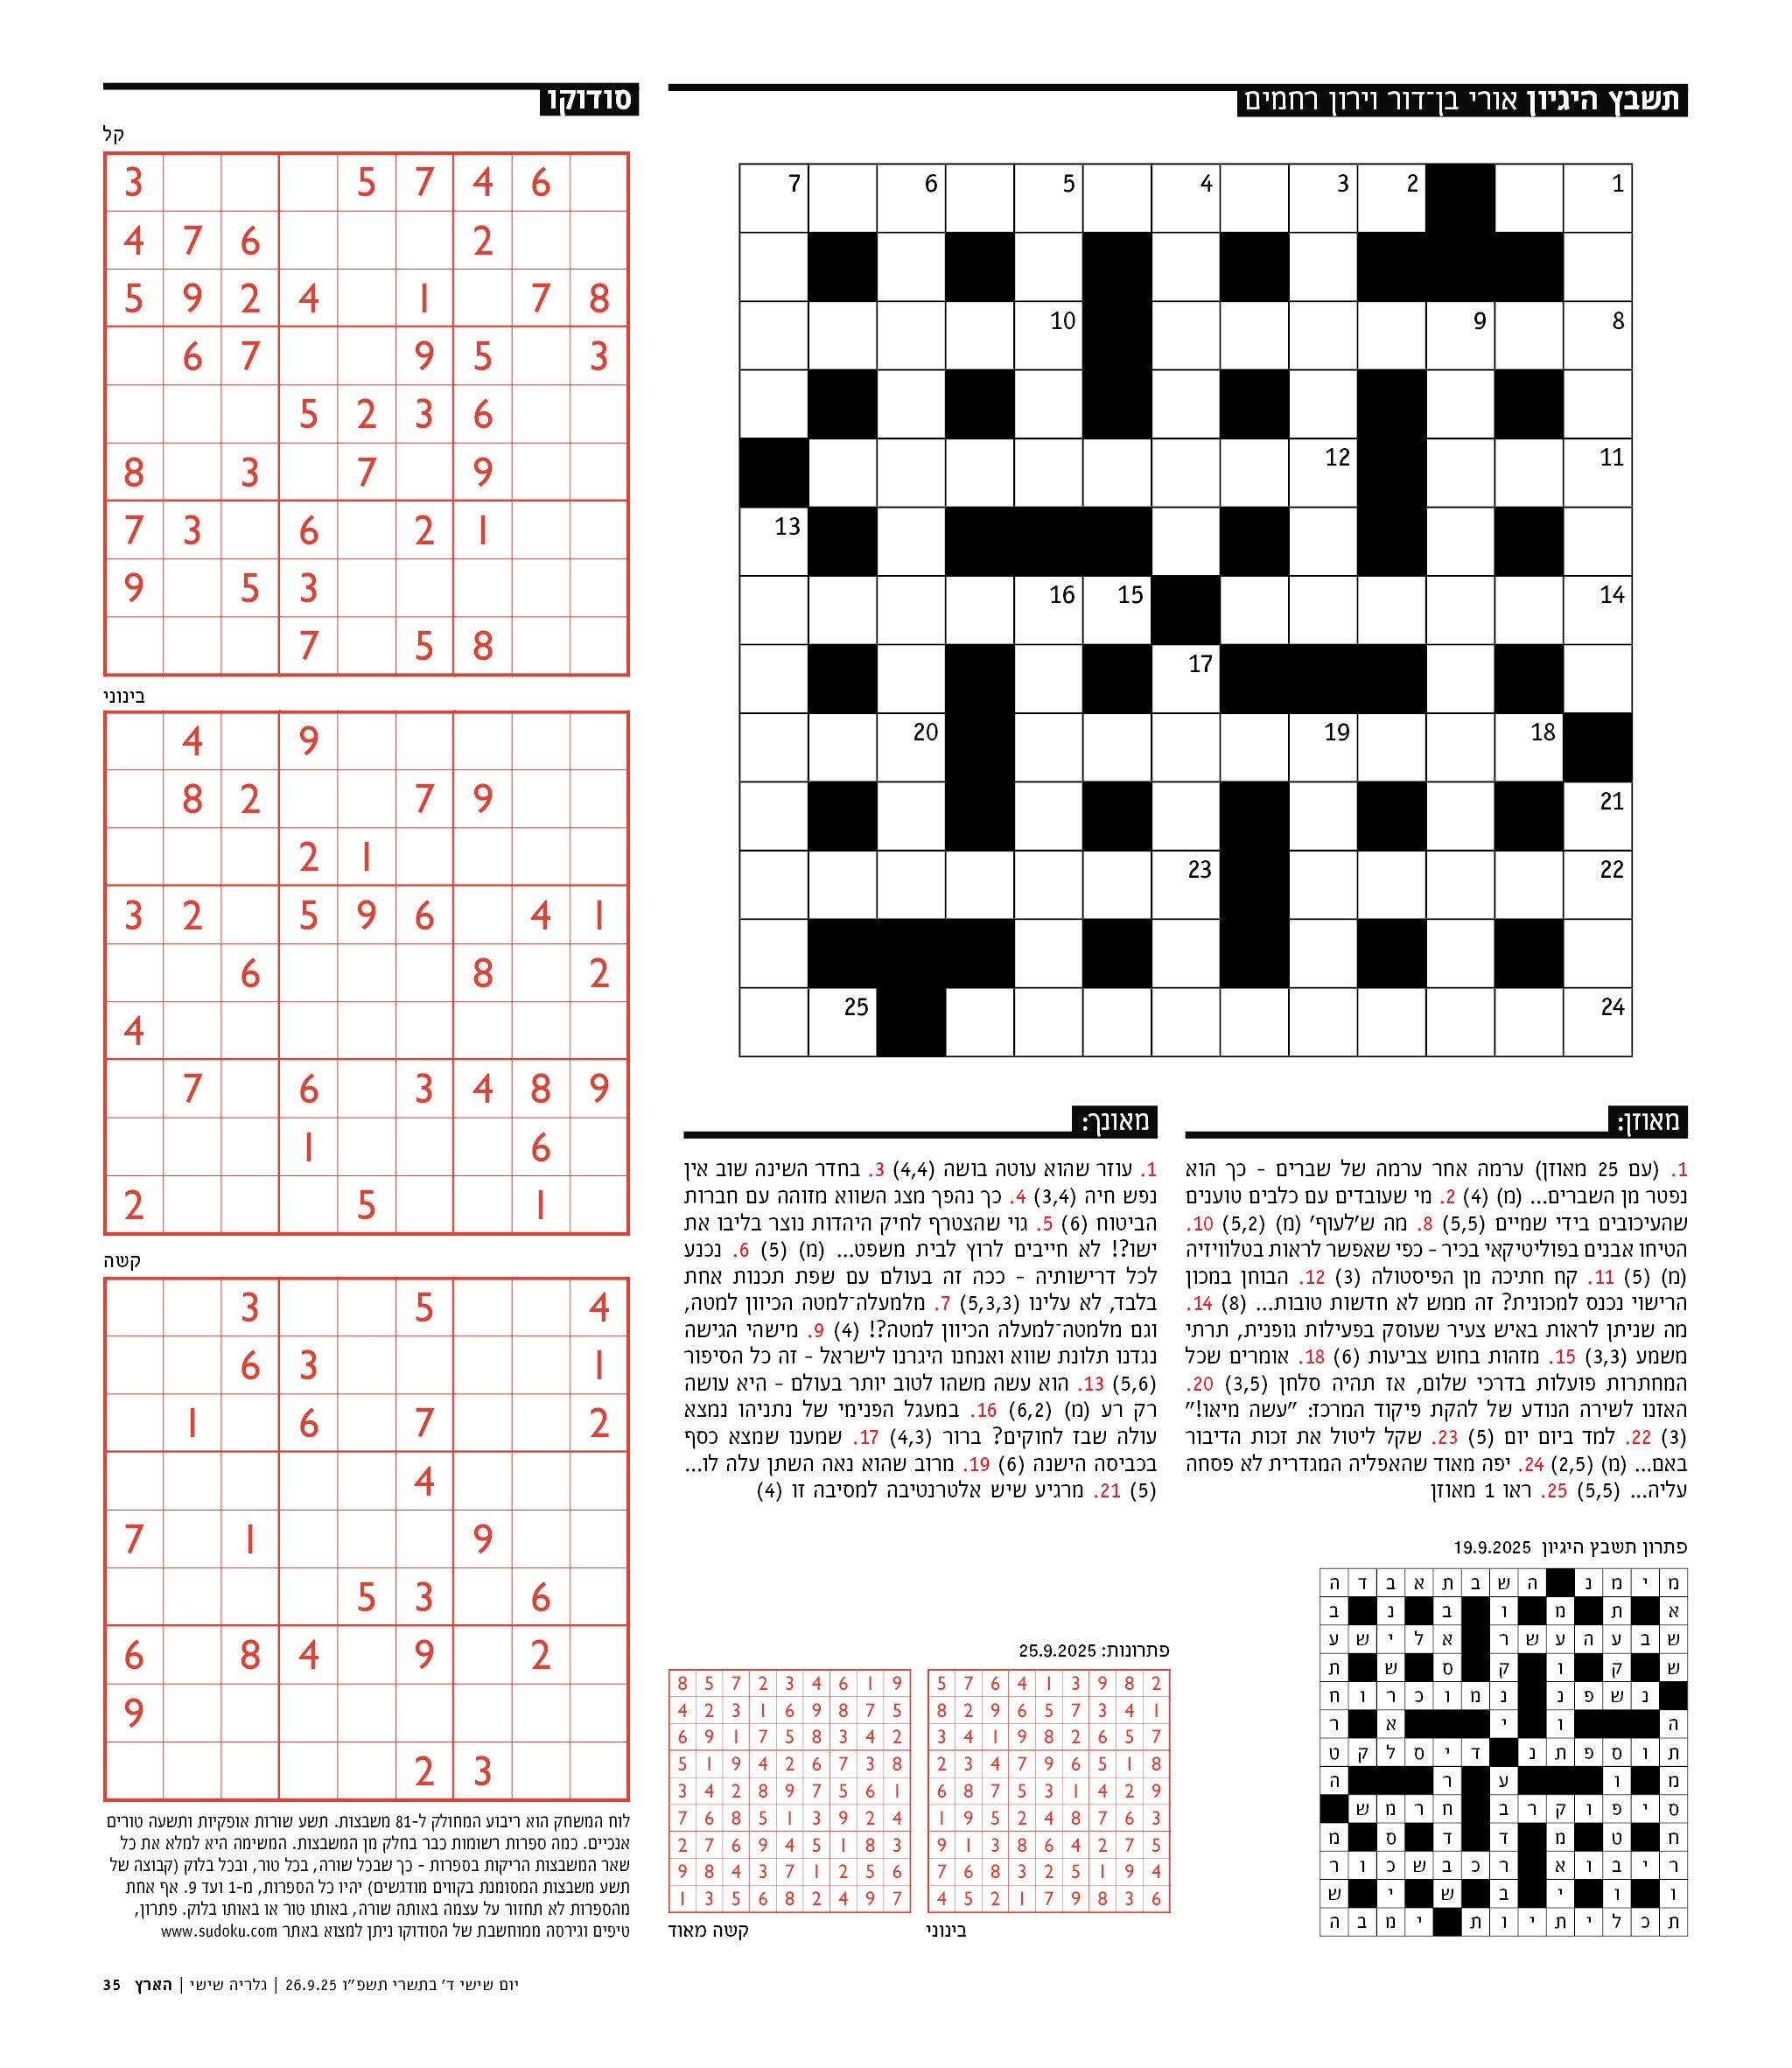 תשבץ היגיון אורי בן־דור וירון רחמים
1 2 3 4 5 6 7
8 9 10
11 12
13
14 15 16
17
18 19 20
21
22 23
24 25
מאוזן:
1. (עם 25 מאוזן) ערמה אחר ערמה של שברים - כך הוא
נפטר מן השברים... (מ) (4) 2. מי שעובדים עם כלבים טוענים
שהעיכובים בידי שמיים (5,5) 8. מה ש'לעוף' (מ) (5,2) 10.
הטיחו אבנים בפוליטיקאי בכיר - כפי שאפשר לראות בטלוויזיה
(מ) (5) 11. קח חתיכה מן הפיסטולה (3) 12. הבוחן במכון
הרישוי נכנס למכונית? זה ממש לא חדשות טובות... (8) 14.
מה שניתן לראות באיש צעיר שעוסק בפעילות גופנית, תרתי
משמע (3,3) 15. מזהות בחוש צביעות (6) 18. אומרים שכל
המחתרות פועלות בדרכי שלום, אז תהיה סלחן (3,5) 20.
האזנו לשירה הנודע של להקת פיקוד המרכז: "עשה מיאו!"
(3) 22. למד ביום יום (5) 23. שקל ליטול את זכות הדיבור
באם... (מ) (2,5) 24. יפה מאוד שהאפליה המגדרית לא פסחה
עליה... (5,5) 25. ראו 1 מאוזן
מאונך:
1. עוזר שהוא עוטה בושה (4,4) 3. בחדר השינה שוב אין
נפש חיה (3,4) 4. כך נהפך מצג השווא מזוהה עם חברות
הביטוח (6) 5. גוי שהצטרף לחיק היהדות נוצר בליבו את
ישו?! לא חייבים לרוץ לבית משפט... (מ) (5) 6. נכנע
לכל דרישותיה - ככה זה בעולם עם שפת תכנות אחת
בלבד, לא עלינו (5,3,3) 7. מלמעלה־למטה הכיוון למטה,
וגם מלמטה־למעלה הכיוון למטה?! (4) 9. מישהי הגישה
נגדנו תלונת שווא ואנחנו היגרנו לישראל - זה כל הסיפור
(5,6) 13. הוא עשה משהו לטוב יותר בעולם - היא עושה
רק רע (מ) (6,2) 16. במעגל הפנימי של נתניהו נמצא
עולה שבז לחוקים? ברור (4,3) 17. שמענו שמצא כסף
בכביסה הישנה (6) 19. מרוב שהוא נאה השתן עלה לו...
(5) 21. מרגיע שיש אלטרנטיבה למסיבה זו (4)
פתרון תשבץ היגיון 19.9.2025
מ י מ נ ה ש ב ת א ב ד ה
א ת מ ו ב נ ב
ש ב ע ה ע ש ר א ל י ש ע
ש ק ו ק ס ש ת
נ ש פ נ נ מ ו כ ר ו ח
ה ו י א ר
ת ו ס פ ת נ ד י ס ל ק ט
מ ו ע ר ה
ס י פ ו ק ר ב ח ר מ ש
ח ט מ ד ד ס מ
ר י ב ו א ר כ ב ש כ ו ר
ו ו י ב ש י ש
ת כ ל י ת י ו ת י מ ב ה
פתרונות: 25.9.2025
5 7 6 4 1 3 9 8 2
8 2 9 6 5 7 3 4 1
3 4 1 9 8 2 6 5 7
2 3 4 7 9 6 5 1 8
6 8 7 5 3 1 4 2 9
1 9 5 2 4 8 7 6 3
9 1 3 8 6 4 2 7 5
7 6 8 3 2 5 1 9 4
4 5 2 1 7 9 8 3 6
בינוני
8 5 7 2 3 4 6 1 9
4 2 3 1 6 9 8 7 5
6 9 1 7 5 8 3 4 2
5 1 9 4 2 6 7 3 8
3 4 2 8 9 7 5 6 1
7 6 8 5 1 3 9 2 4
2 7 6 9 4 5 1 8 3
9 8 4 3 7 1 2 5 6
1 3 5 6 8 2 4 9 7
קשה מאוד
סודוקו
קל
3 5 7 4 6
4 7 6 2
5 9 2 4 1 7 8
6 7 9 5 3
5 2 3 6
8 3 7 9
7 3 6 2 1
9 5 3
7 5 8
בינוני
4 9
8 2 7 9
2 1
3 2 5 9 6 4 1
6 8 2
4
7 6 3 4 8 9
1 6
2 5 1
קשה
3 5 4
6 3 1
1 6 7 2
4
7 1 9
5 3 6
6 8 4 9 2
9
2 3
לוח המשחק הוא ריבוע המחולק ל-81 משבצות. תשע שורות אופקיות ותשעה טורים
אנכיים. כמה ספרות רשומות כבר בחלק מן המשבצות. המשימה היא למלא את כל
שאר המשבצות הריקות בספרות - כך שבכל שורה, בכל טור, ובכל בלוק (קבוצה של
תשע משבצות המסומנת בקווים מודגשים) יהיו כל הספרות, מ-1 ועד 9. אף אחת
מהספרות לא תחזור על עצמה באותה שורה, באותו טור או באותו בלוק. פתרון,
טיפים וגירסה ממוחשבת של הסודוקו ניתן למצוא באתר www.sudoku.com
יום שישי ד' בתשרי תשפ"ו 26.9.25 | גלריה שישי | הארץ 35